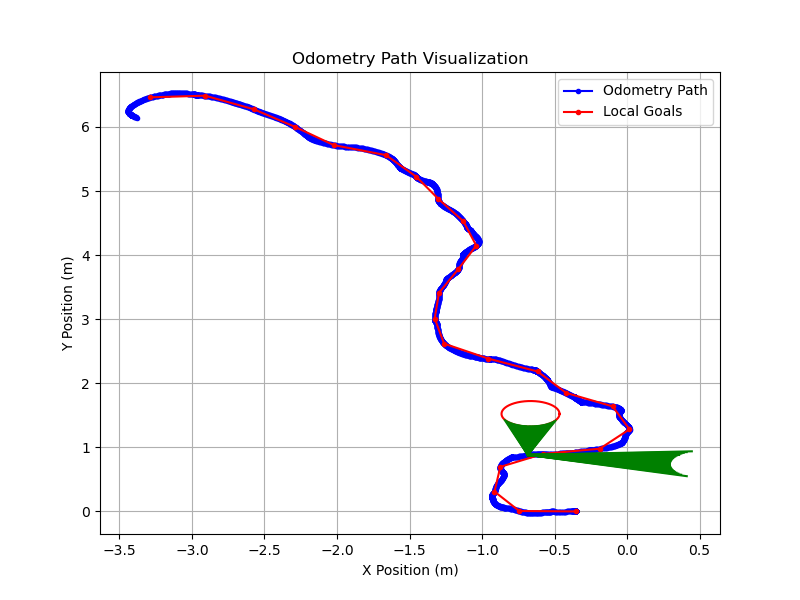 Odometry Path Visualization
Odometry Path
Local Goals
Y Position (m)
6
5
4
3
2
1
0
−3.5 −3.0 −2.5 −2.0 −1.5 −1.0 −0.5 0.0 0.5
X Position (m)